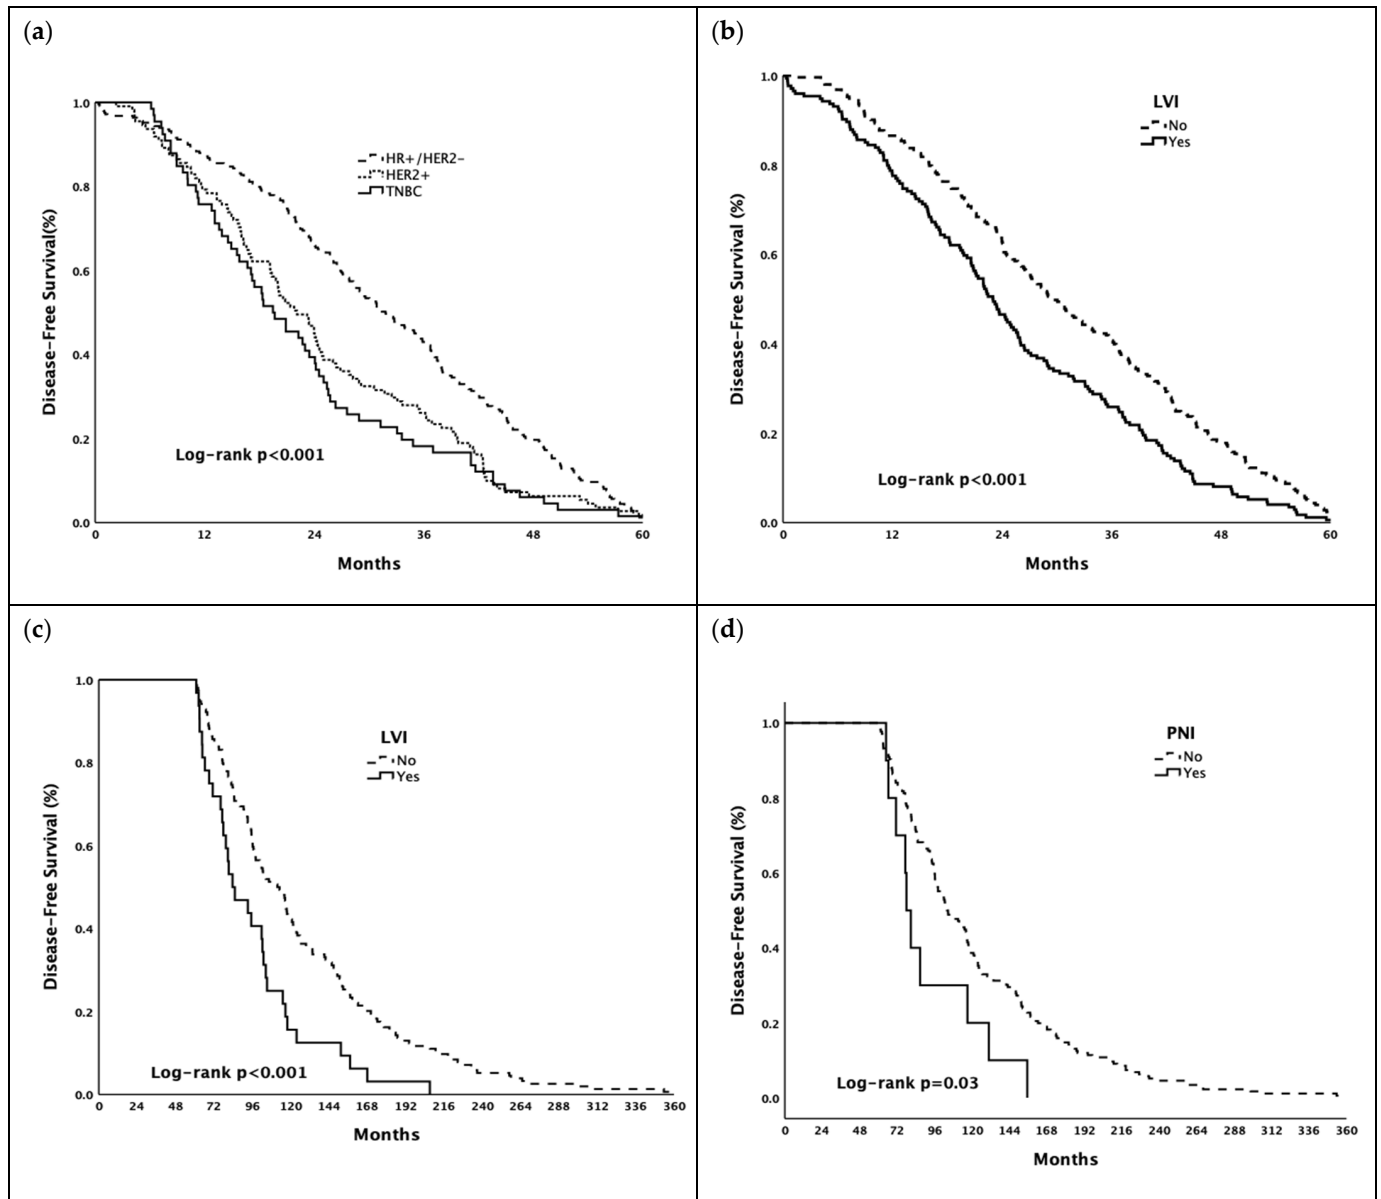 (a)
1.0
0.8
0.6
0.4
0.2
0.0
Disease-Free Survival(%)
HR+/HER2-
HER2+
TNBC
Log-rank p<0.001
0 12 24 36 48 60
Months
(b)
1.0
0.8
0.6
0.4
0.2
0.0
Disease-Free Survival (%)
LVI
No
Yes
Log-rank p<0.001
0 12 24 36 48 60
Months
(c)
1.0
0.8
0.6
0.4
0.2
0.0
Disease-Free Survival (%)
LVI
No
Yes
Log-rank p<0.001
0 24 48 72 96 120 144 168 192 216 240 264 288 312 336 360
Months
(d)
1.0
0.8
0.6
0.4
0.2
0.0
Disease-Free Survival (%)
PNI
No
Yes
Log-rank p=0.03
0 24 48 72 96 120 144 168 192 216 240 264 288 312 336 360
Months